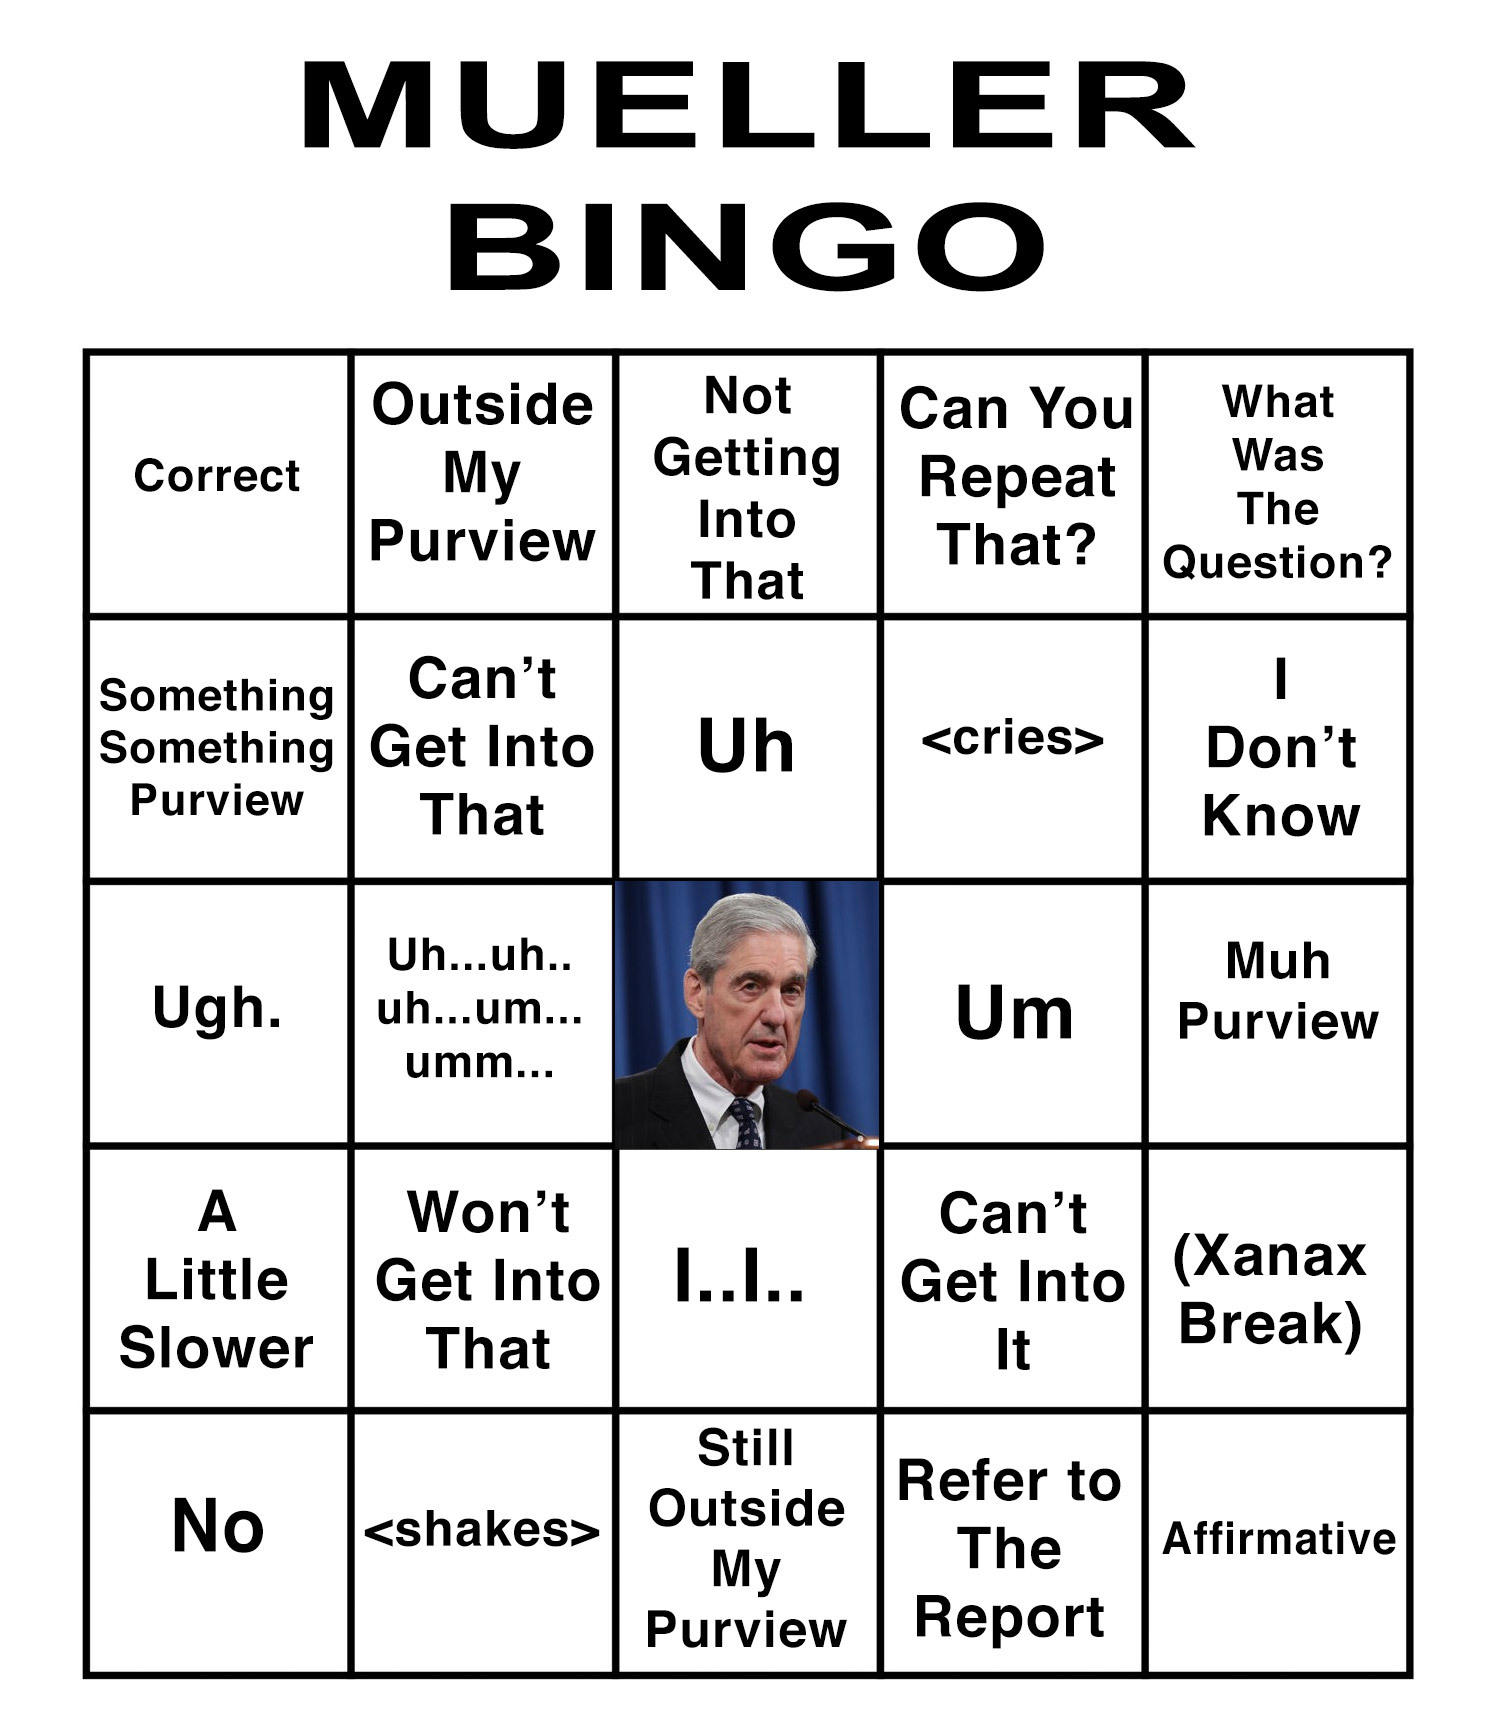 MUELLER
BINGO
Correct
Outside
My
Purview
Not
Getting
Into
That
Can You
Repeat
That?
What
Was
The
Question?
Something
Something
Purview
Can’t
Get Into
That
Uh
<cries>
I
Don’t
Know
Ugh.
Uh...uh..
uh...um...
umm...
Um
Muh
Purview
A
Little
Slower
Won’t
Get Into
That
I..I..
Can’t
Get Into
It
(Xanax
Break)
No
<shakes>
Still
Outside
My
Purview
Refer to
The
Report
Affirmative